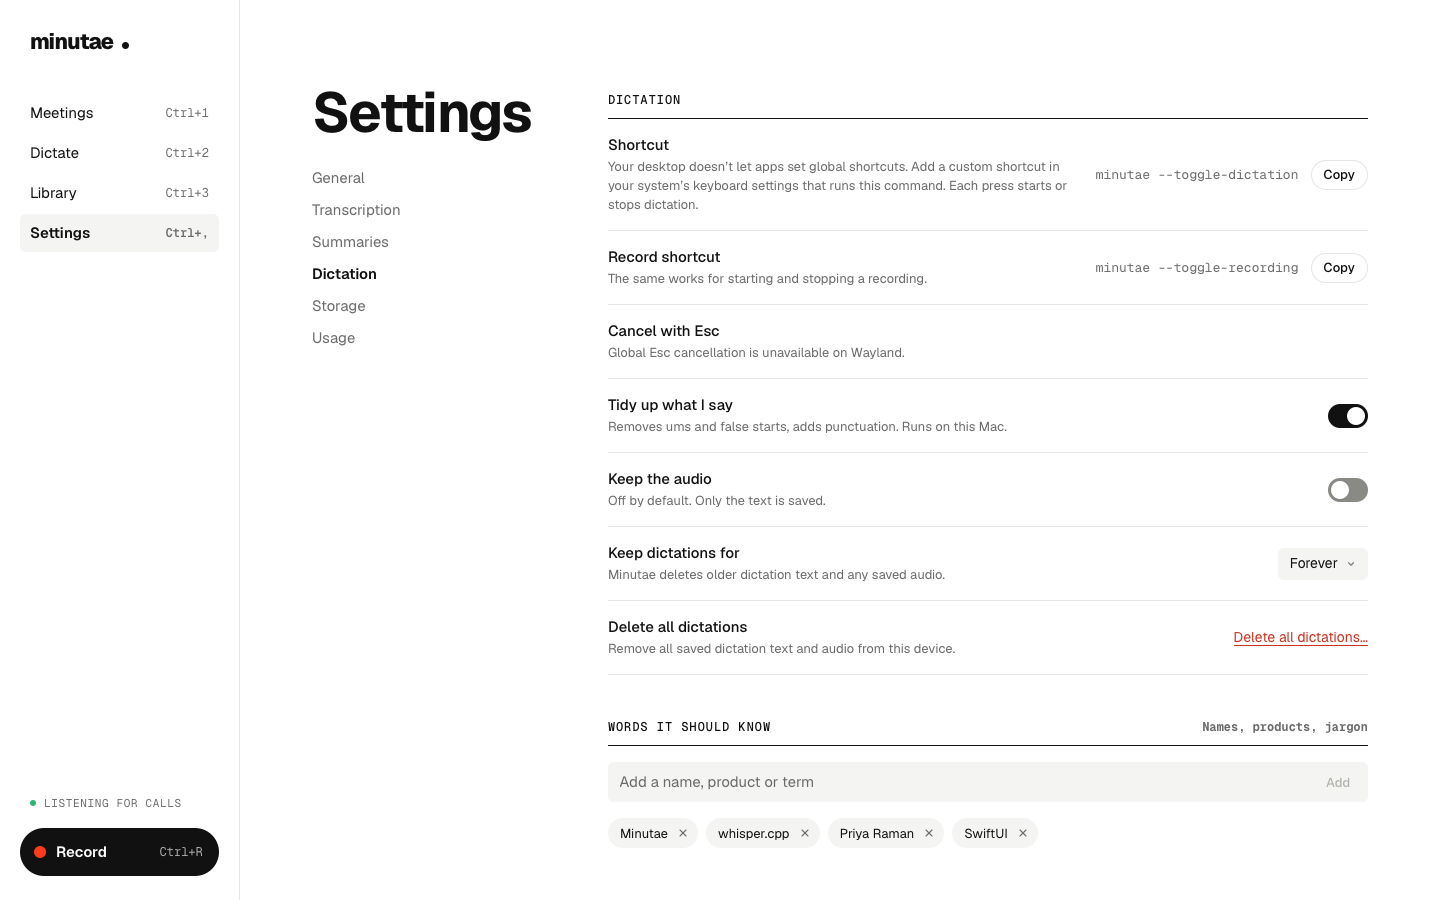 minutae
Meetings Ctrl+1
Dictate Ctrl+2
Library Ctrl+3
Settings Ctrl+,
LISTENING FOR CALLS
Record Ctrl+R
Settings
General
Transcription
Summaries
Dictation
Storage
Usage
DICTATION
Shortcut
Your desktop doesn’t let apps set global shortcuts. Add a custom shortcut in
your system’s keyboard settings that runs this command. Each press starts or
stops dictation.
minutae --toggle-dictation Copy
Record shortcut
The same works for starting and stopping a recording.
minutae --toggle-recording Copy
Cancel with Esc
Global Esc cancellation is unavailable on Wayland.
Tidy up what I say
Removes ums and false starts, adds punctuation. Runs on this Mac.
Keep the audio
Off by default. Only the text is saved.
Keep dictations for
Minutae deletes older dictation text and any saved audio.
Forever
Delete all dictations
Remove all saved dictation text and audio from this device.
Delete all dictations…
WORDS IT SHOULD KNOW Names, products, jargon
Add a name, product or term Add
Minutae × whisper.cpp × Priya Raman × SwiftUI ×